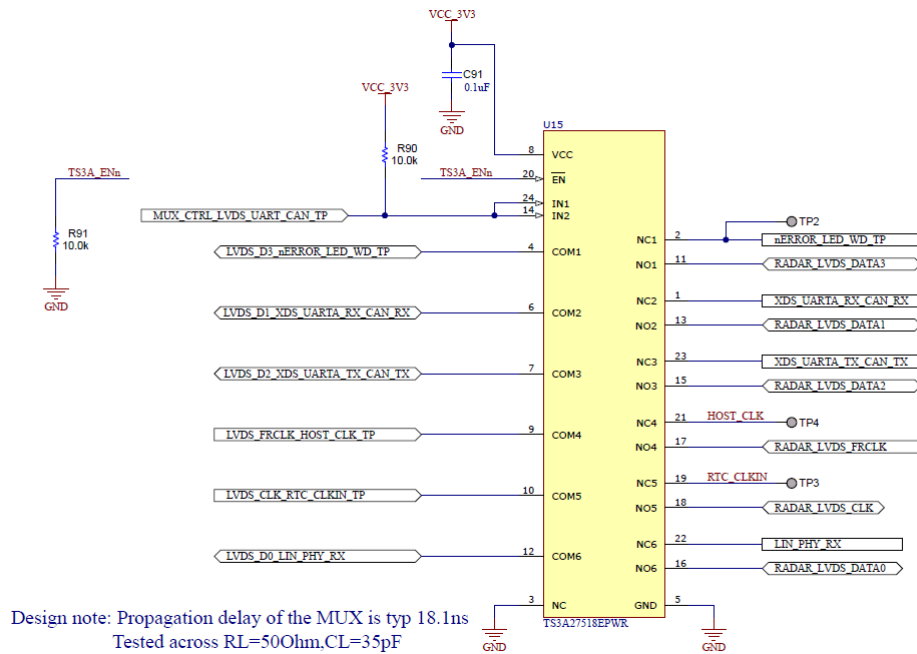 VCC_3V3
C91
0.1uF
GND
VCC_3V3
R90
10.0k
TS3A_ENn
R91
10.0k
GND
TS3A_ENn
MUX_CTRL_LVDS_UART_CAN_TP
LVDS_D3_nERROR_LED_WD_TP
LVDS_D1_XDS_UARTA_RX_CAN_RX
LVDS_D2_XDS_UARTA_TX_CAN_TX
LVDS_FRCLK_HOST_CLK_TP
LVDS_CLK_RTC_CLKIN_TP
LVDS_D0_LIN_PHY_RX
U15
8 VCC
20 EN
24 IN1
14 IN2
4 COM1
6 COM2
7 COM3
9 COM4
10 COM5
12 COM6
3 NC
GND
TS3A27518EPWR
NC1 2 nERROR_LED_WD_TP
TP2
NO1 11 RADAR_LVDS_DATA3
NC2 1 XDS_UARTA_RX_CAN_RX
NO2 13 RADAR_LVDS_DATA1
NC3 23 XDS_UARTA_TX_CAN_TX
NO3 15 RADAR_LVDS_DATA2
NC4 21 HOST_CLK TP4
NO4 17 RADAR_LVDS_FRCLK
NC5 19 RTC_CLKIN TP3
NO5 18 RADAR_LVDS_CLK
NC6 22 LIN_PHY_RX
NO6 16 RADAR_LVDS_DATA0
GND 5
GND
Design note: Propagation delay of the MUX is typ 18.1ns
Tested across RL=50Ohm,CL=35pF